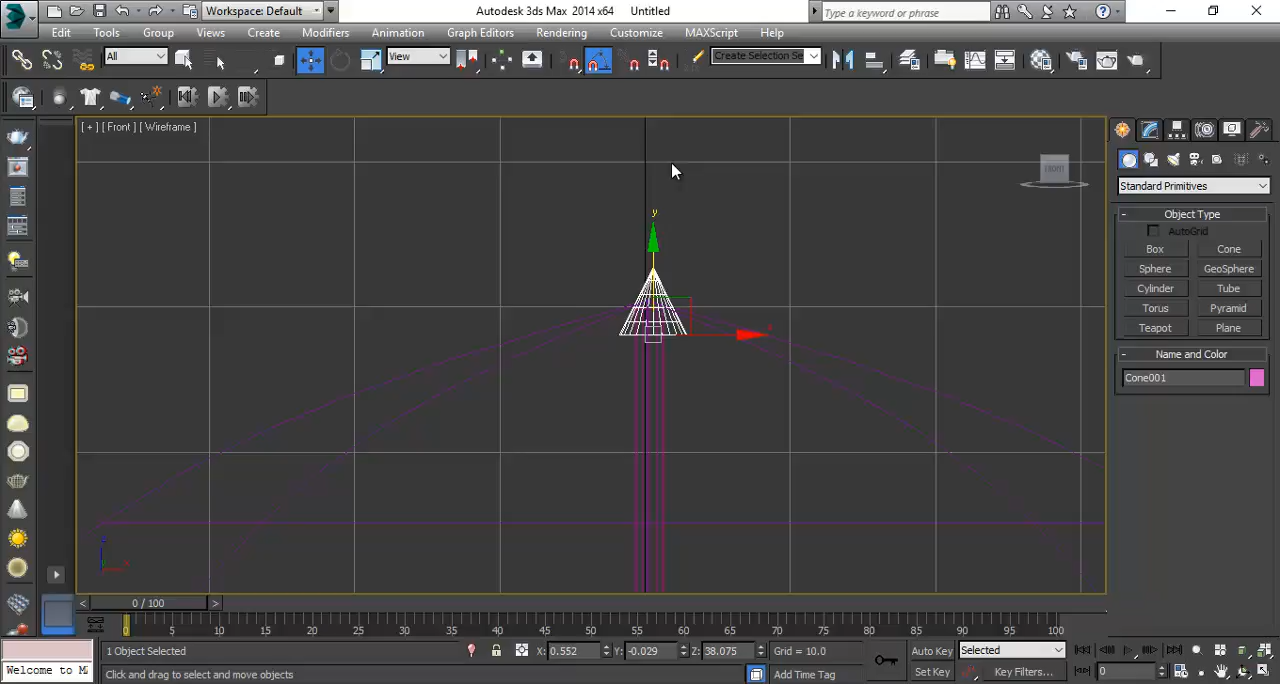 Workspace: Default
Autodesk 3ds Max 2014 x64 Untitled
Type a keyword or phrase
Edit Tools Group Views Create Modifiers Animation Graph Editors Rendering Customize MAXScript Help
All
View
Create Selection Se
[ + ] [ Front ] [ Wireframe ]
FRONT
Standard Primitives
- Object Type
AutoGrid
Box Cone
Sphere GeoSphere
Cylinder Tube
Torus Pyramid
Teapot Plane
- Name and Color
Cone001
y
x
< 0 / 100 >
0 5 10 15 20 25 30 35 40 45 50 55 60 65 70 75 80 85 90 95 100
1 Object Selected X: 0.552 Y: -0.029 Z: 38.075 Grid = 10.0 Auto Key Selected
Welcome to M Click and drag to select and move objects Add Time Tag Set Key Key Filters... 0